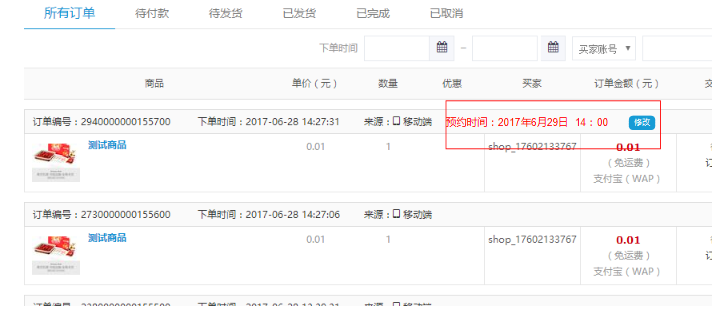 所有订单 待付款 待发货 已发货 已完成 已取消
下单时间 – 买家账号
商品 单价（元） 数量 优惠 买家 订单金额（元）
订单编号：2940000000155700 下单时间：2017-06-28 14:27:31 来源： 移动端 预约时间：2017年6月29日 14：00 修改
测试商品 0.01 1 shop_17602133767 0.01
（免运费）
支付宝（WAP）
订单编号：2730000000155600 下单时间：2017-06-28 14:27:06 来源： 移动端
测试商品 0.01 1 shop_17602133767 0.01
（免运费）
支付宝（WAP）